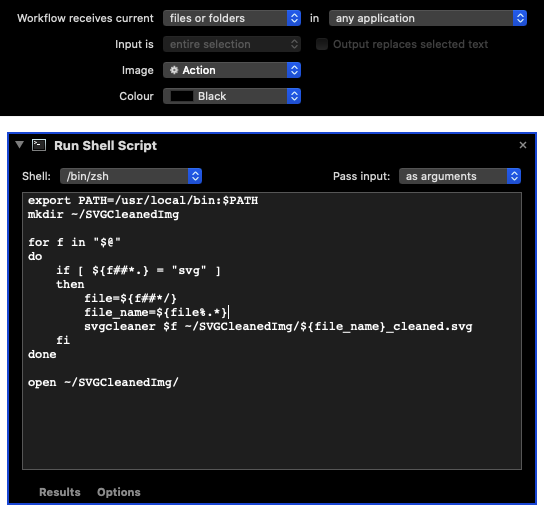 Workflow receives current files or folders in any application
Input is entire selection Output replaces selected text
Image Action
Colour Black
Run Shell Script ×
Shell: /bin/zsh Pass input: as arguments
export PATH=/usr/local/bin:$PATH
mkdir ~/SVGCleanedImg
for f in "$@"
do
if [ ${f##*.} = "svg" ]
then
file=${f##*/}
file_name=${file%.*}
svgcleaner $f ~/SVGCleanedImg/${file_name}_cleaned.svg
fi
done
open ~/SVGCleanedImg/
Results Options